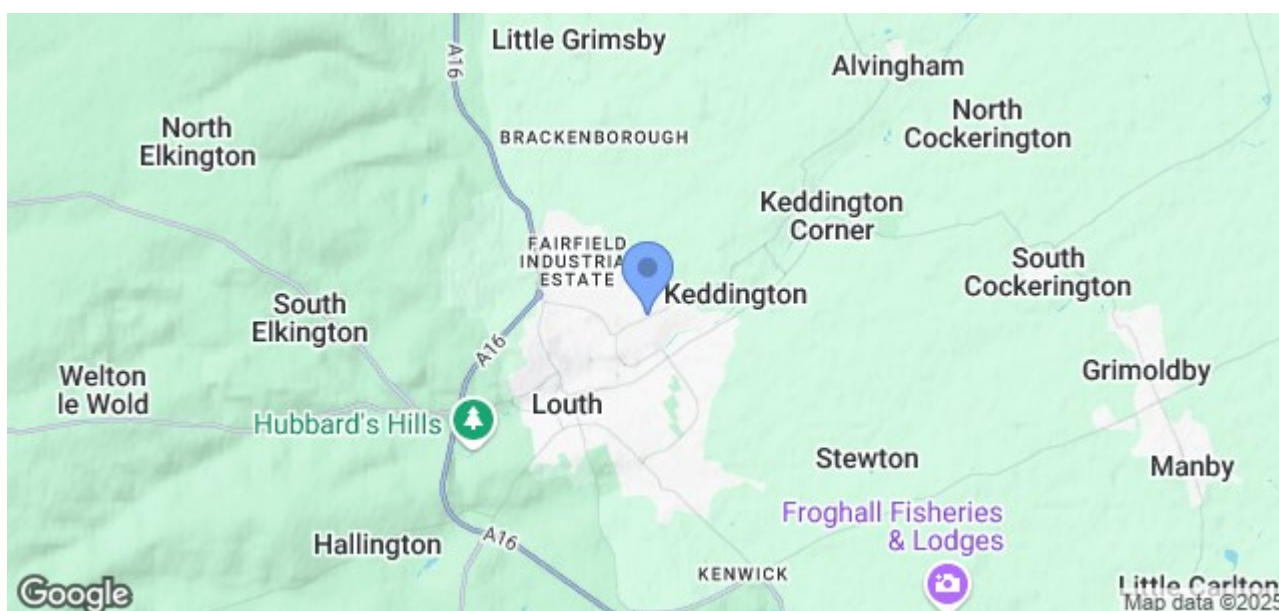 Little Grimsby
A16
Alvingham
North
Cockerington
North
Elkington
BRACKENBOROUGH
Keddington
Corner
FAIRFIELD
INDUSTRIA
ESTATE
South
Cockerington
Keddington
South
Elkington
A16
Grimoldby
Welton
le Wold
Louth
Hubbard's Hills
Stewton
Manby
Froghall Fisheries
& Lodges
Hallington
A16
KENWICK
Little Carlton
Google
Map data ©2025